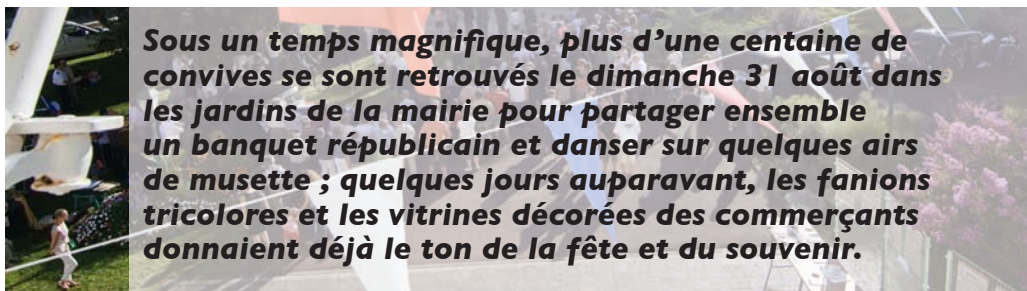 Sous un temps magnifique, plus d’une centaine de
convives se sont retrouvés le dimanche 31 août dans
les jardins de la mairie pour partager ensemble
un banquet républicain et danser sur quelques airs
de musette ; quelques jours auparavant, les fanions
tricolores et les vitrines décorées des commerçants
donnaient déjà le ton de la fête et du souvenir.